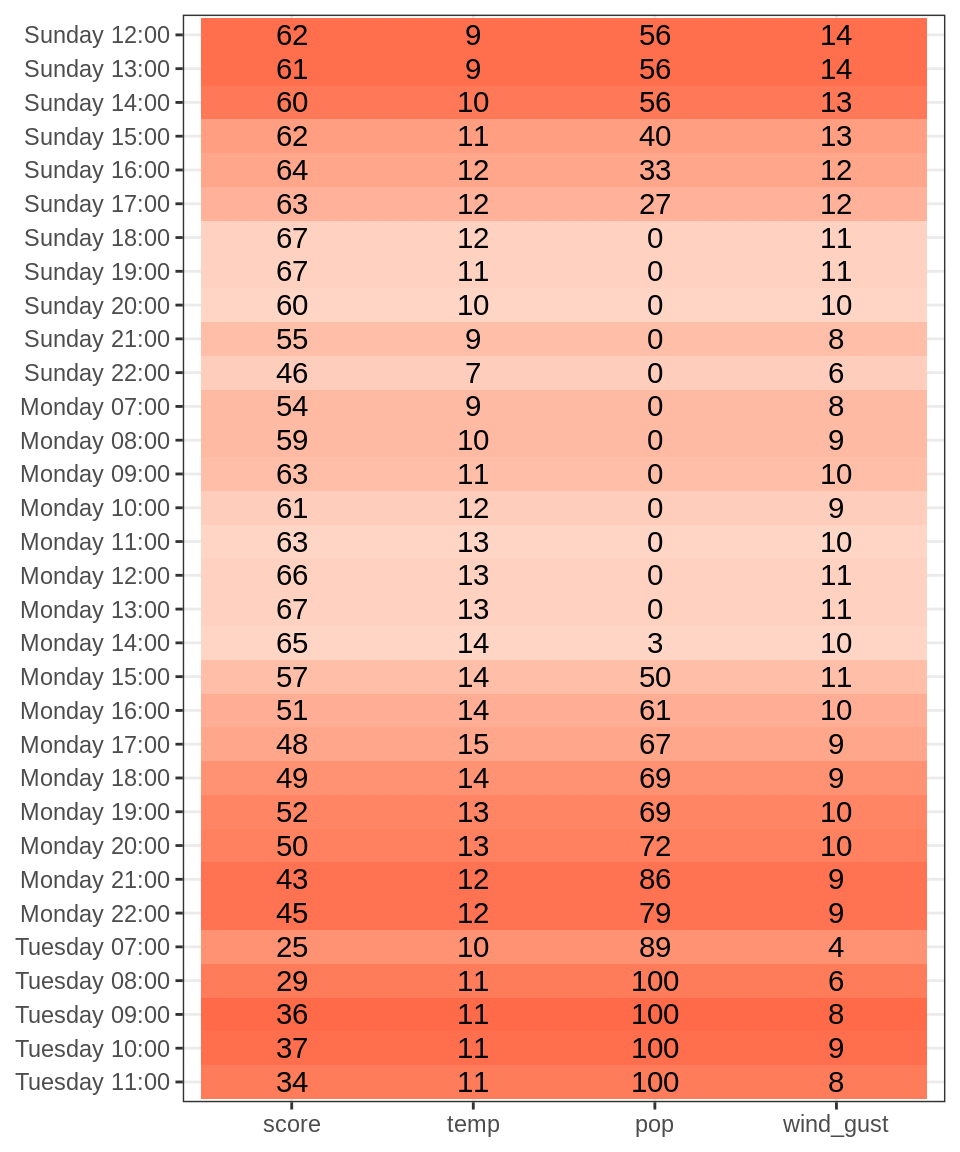 Sunday 12:00 62 9 56 14
Sunday 13:00 61 9 56 14
Sunday 14:00 60 10 56 13
Sunday 15:00 62 11 40 13
Sunday 16:00 64 12 33 12
Sunday 17:00 63 12 27 12
Sunday 18:00 67 12 0 11
Sunday 19:00 67 11 0 11
Sunday 20:00 60 10 0 10
Sunday 21:00 55 9 0 8
Sunday 22:00 46 7 0 6
Monday 07:00 54 9 0 8
Monday 08:00 59 10 0 9
Monday 09:00 63 11 0 10
Monday 10:00 61 12 0 9
Monday 11:00 63 13 0 10
Monday 12:00 66 13 0 11
Monday 13:00 67 13 0 11
Monday 14:00 65 14 3 10
Monday 15:00 57 14 50 11
Monday 16:00 51 14 61 10
Monday 17:00 48 15 67 9
Monday 18:00 49 14 69 9
Monday 19:00 52 13 69 10
Monday 20:00 50 13 72 10
Monday 21:00 43 12 86 9
Monday 22:00 45 12 79 9
Tuesday 07:00 25 10 89 4
Tuesday 08:00 29 11 100 6
Tuesday 09:00 36 11 100 8
Tuesday 10:00 37 11 100 9
Tuesday 11:00 34 11 100 8
score temp pop wind_gust